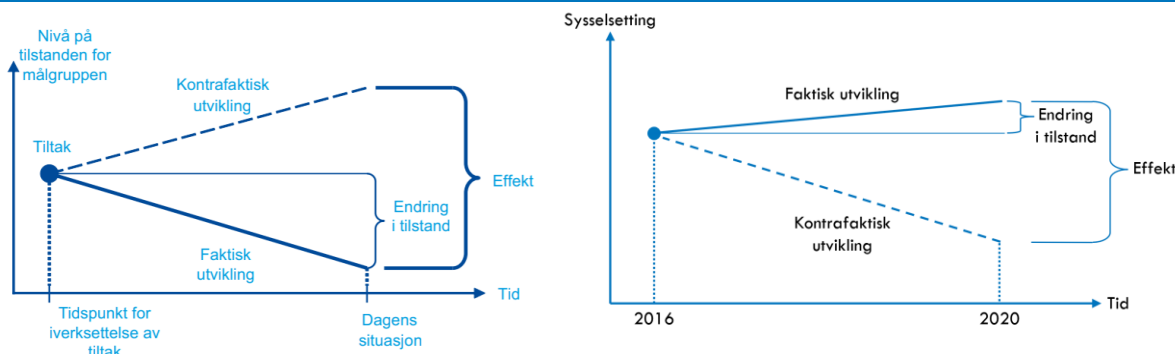 Nivå på
tilstanden for
målgruppen
Kontrafaktisk
utvikling
Tiltak
Effekt
Endring
i tilstand
Faktisk
utvikling
Tid
Tidspunkt for
iverksettelse av
tiltak
Dagens
situasjon
Sysselsetting
Faktisk utvikling
Endring
i tilstand
Effekt
Kontrafaktisk
utvikling
Tid
2016
2020